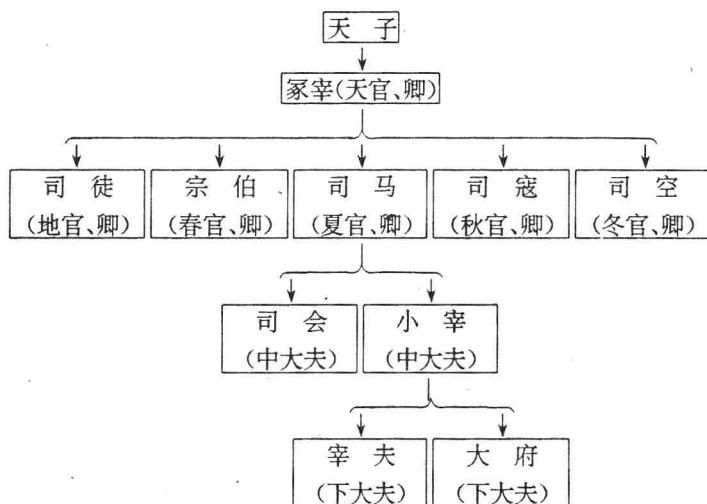 天 子
冢宰(天官、卿)
司 徒
(地官、卿)
宗 伯
(春官、卿)
司 马
(夏官、卿)
司 寇
(秋官、卿)
司 空
(冬官、卿)
司 会
(中大夫)
小 宰
(中大夫)
宰 夫
(下大夫)
大 府
(下大夫)